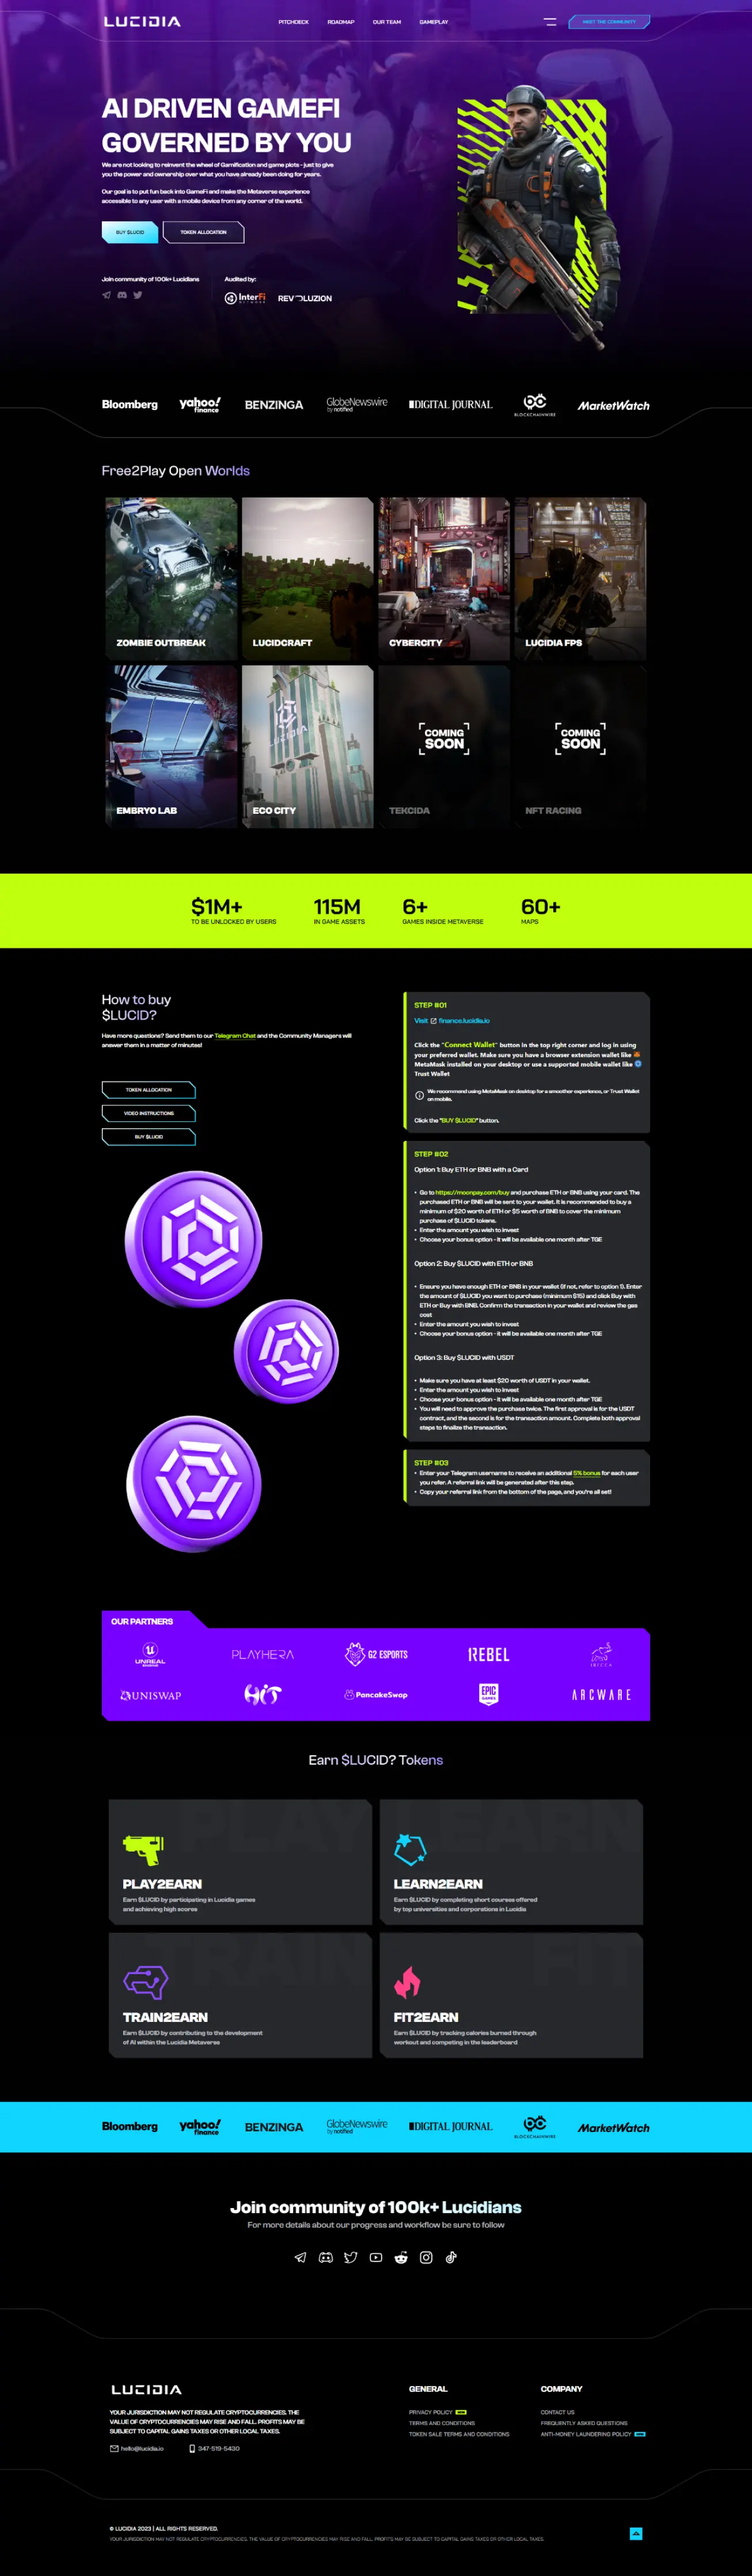 LUCIDIA
PITCHDECK
ROADMAP
OUR TEAM
GAMEPLAY
MEET THE COMMUNITY
AI DRIVEN GAMEFI
GOVERNED BY YOU
We are not looking to reinvent the wheel of Gamification and game plots - just to give
you the power and ownership over what you have already been doing for years.
Our goal is to put fun back into GameFi and make the Metaverse experience
accessible to any user with a mobile device from any corner of the world.
BUY $LUCID
TOKEN ALLOCATION
Join community of 100k+ Lucidians
Audited by:
InterFi
NETWORK
REVOLUZION
Bloomberg
yahoo!
finance
BENZINGA
GlobeNewswire
by notified
DIGITAL JOURNAL
BLOCKCHAINWIRE
MarketWatch
Free2Play Open Worlds
ZOMBIE OUTBREAK
LUCIDCRAFT
CYBERCITY
LUCIDIA FPS
EMBRYO LAB
LUCIDIA
ECO CITY
COMING
SOON
TEKCIDA
COMING
SOON
NFT RACING
$1M+
TO BE UNLOCKED BY USERS
115M
IN GAME ASSETS
6+
GAMES INSIDE METAVERSE
60+
MAPS
How to buy
$LUCID?
Have more questions? Send them to our Telegram Chat and the Community Managers will
answer them in a matter of minutes!
TOKEN ALLOCATION
VIDEO INSTRUCTIONS
BUY $LUCID
STEP #01
Visit finance.lucidia.io
Click the "Connect Wallet" button in the top right corner and log in using
your preferred wallet. Make sure you have a browser extension wallet like
MetaMask installed on your desktop or use a supported mobile wallet like
Trust Wallet
We recommend using MetaMask on desktop for a smoother experience, or Trust Wallet
on mobile.
Click the "BUY $LUCID" button.
STEP #02
Option 1: Buy ETH or BNB with a Card
• Go to https://moonpay.com/buy and purchase ETH or BNB using your card. The
purchased ETH or BNB will be sent to your wallet. It is recommended to buy a
minimum of $20 worth of ETH or $5 worth of BNB to cover the minimum
purchase of $LUCID tokens.
• Enter the amount you wish to invest
• Choose your bonus option - it will be available one month after TGE
Option 2: Buy $LUCID with ETH or BNB
• Ensure you have enough ETH or BNB in your wallet (if not, refer to option 1). Enter
the amount of $LUCID you want to purchase (minimum $15) and click Buy with
ETH or Buy with BNB. Confirm the transaction in your wallet and review the gas
cost
• Enter the amount you wish to invest
• Choose your bonus option - it will be available one month after TGE
Option 3: Buy $LUCID with USDT
• Make sure you have at least $20 worth of USDT in your wallet.
• Enter the amount you wish to invest
• Choose your bonus option - it will be available one month after TGE
• You will need to approve the purchase twice. The first approval is for the USDT
contract, and the second is for the transaction amount. Complete both approval
steps to finalize the transaction.
STEP #03
• Enter your Telegram username to receive an additional 5% bonus for each user
you refer. A referral link will be generated after this step.
• Copy your referral link from the bottom of the page, and you're all set!
OUR PARTNERS
UNREAL
ENGINE
PLAYHERA
G2 ESPORTS
REBEL
UNISWAP
HiT
PancakeSwap
EPIC
GAMES
ARCWARE
Earn $LUCID? Tokens
PLAY2EARN
Earn $LUCID by participating in Lucidia games
and achieving high scores
LEARN2EARN
Earn $LUCID by completing short courses offered
by top universities and corporations in Lucidia
TRAIN
TRAIN2EARN
Earn $LUCID by contributing to the development
of AI within the Lucidia Metaverse
FIT
FIT2EARN
Earn $LUCID by tracking calories burned through
workout and competing in the leaderboard
Bloomberg
yahoo!
finance
BENZINGA
GlobeNewswire
by notified
DIGITAL JOURNAL
BLOCKCHAINWIRE
MarketWatch
Join community of 100k+ Lucidians
For more details about our progress and workflow be sure to follow
LUCIDIA
YOUR JURISDICTION MAY NOT REGULATE CRYPTOCURRENCIES. THE
VALUE OF CRYPTOCURRENCIES MAY RISE AND FALL. PROFITS MAY BE
SUBJECT TO CAPITAL GAINS TAXES OR OTHER LOCAL TAXES.
hello@lucidia.io
347-519-5430
GENERAL
PRIVACY POLICY
TERMS AND CONDITIONS
TOKEN SALE TERMS AND CONDITIONS
COMPANY
CONTACT US
FREQUENTLY ASKED QUESTIONS
ANTI-MONEY LAUNDERING POLICY
© LUCIDIA 2023 | ALL RIGHTS RESERVED.
YOUR JURISDICTION MAY NOT REGULATE CRYPTOCURRENCIES. THE VALUE OF CRYPTOCURRENCIES MAY RISE AND FALL. PROFITS MAY BE SUBJECT TO CAPITAL GAINS TAXES OR OTHER LOCAL TAXES.